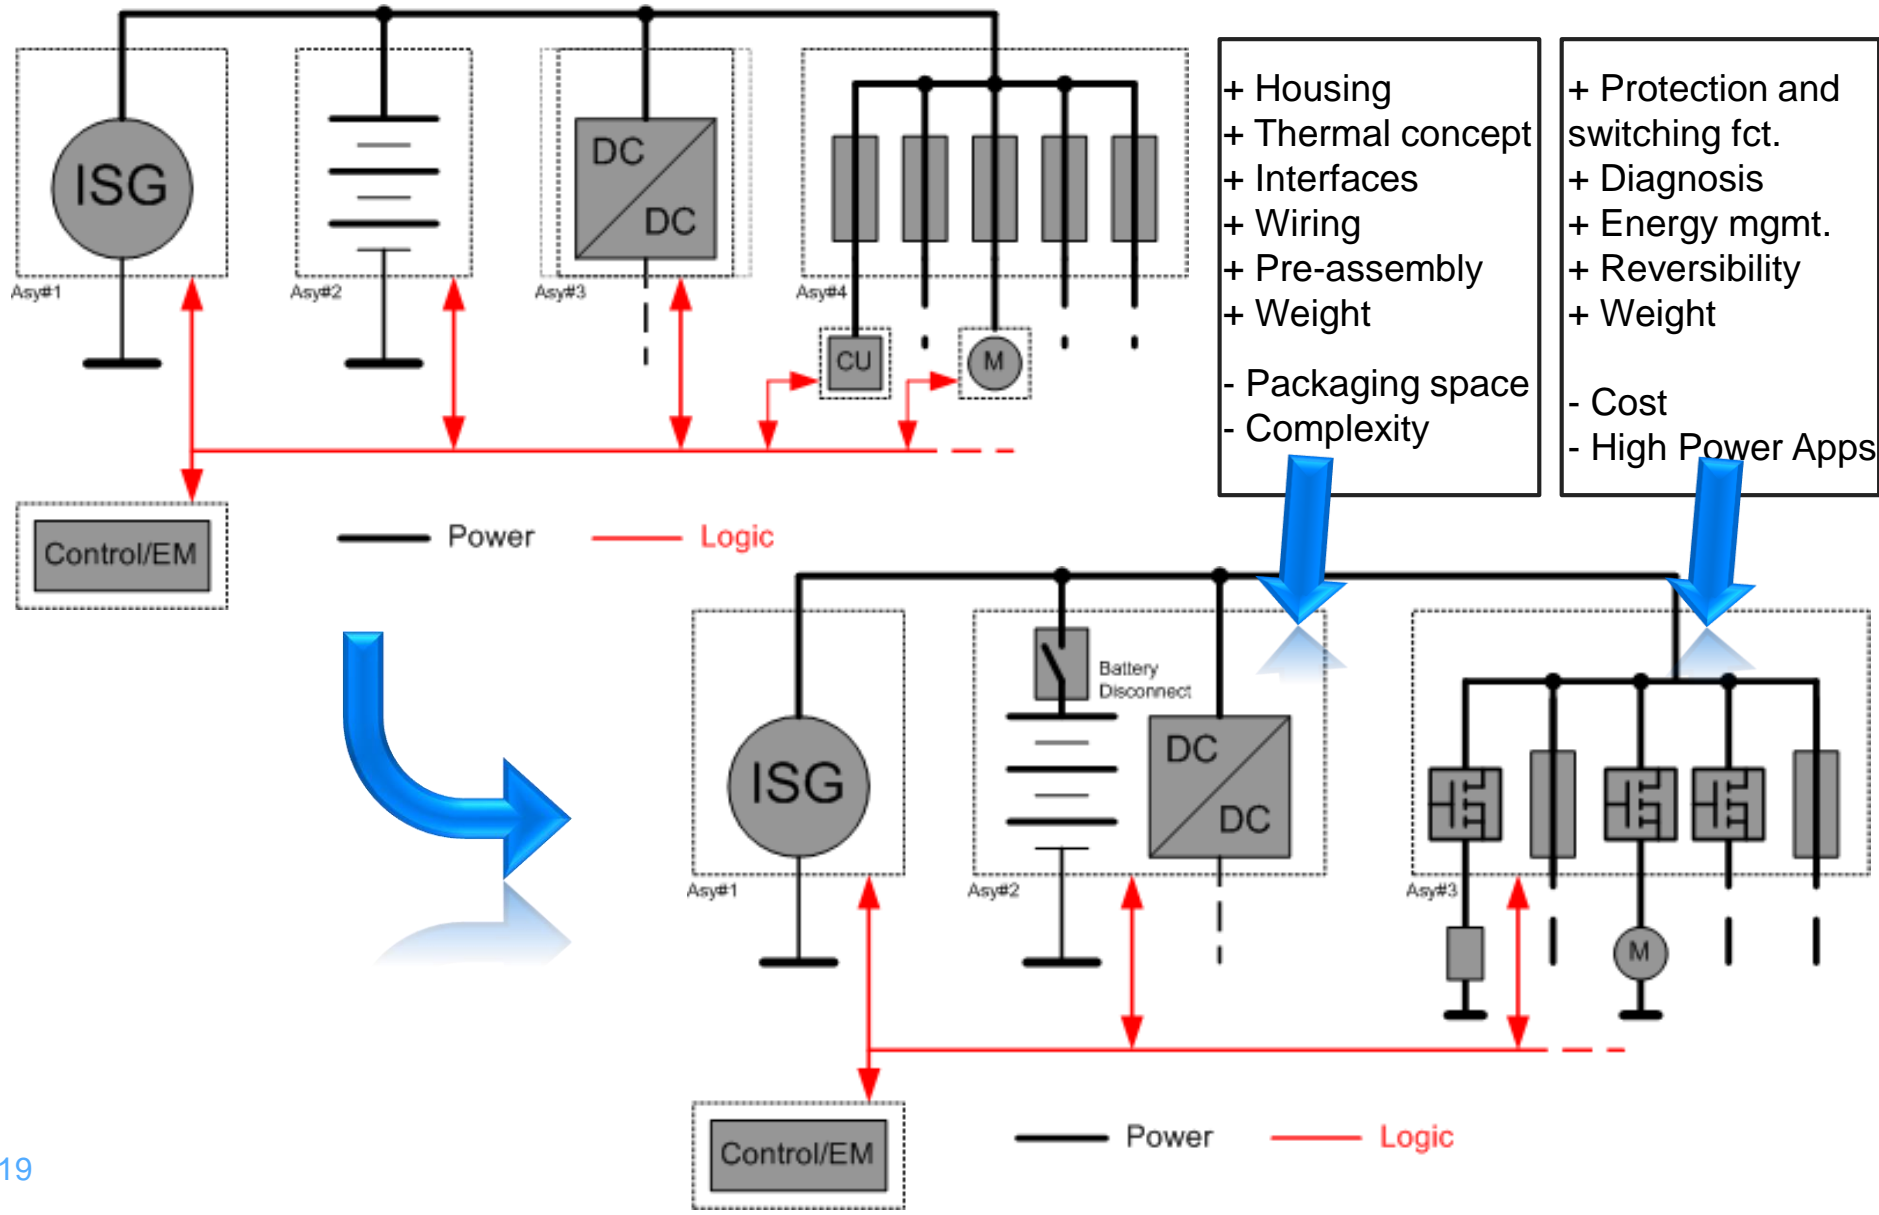 ISG
Asy#1
Asy#2
DC
DC
Asy#3
Asy#4
CU
M
Control/EM
Power
Logic
+ Housing
+ Thermal concept
+ Interfaces
+ Wiring
+ Pre-assembly
+ Weight
- Packaging space
- Complexity
+ Protection and
switching fct.
+ Diagnosis
+ Energy mgmt.
+ Reversibility
+ Weight
- Cost
- High Power Apps
ISG
Asy#1
Battery
Disconnect
DC
DC
Asy#2
Asy#3
M
Control/EM
Power
Logic
19